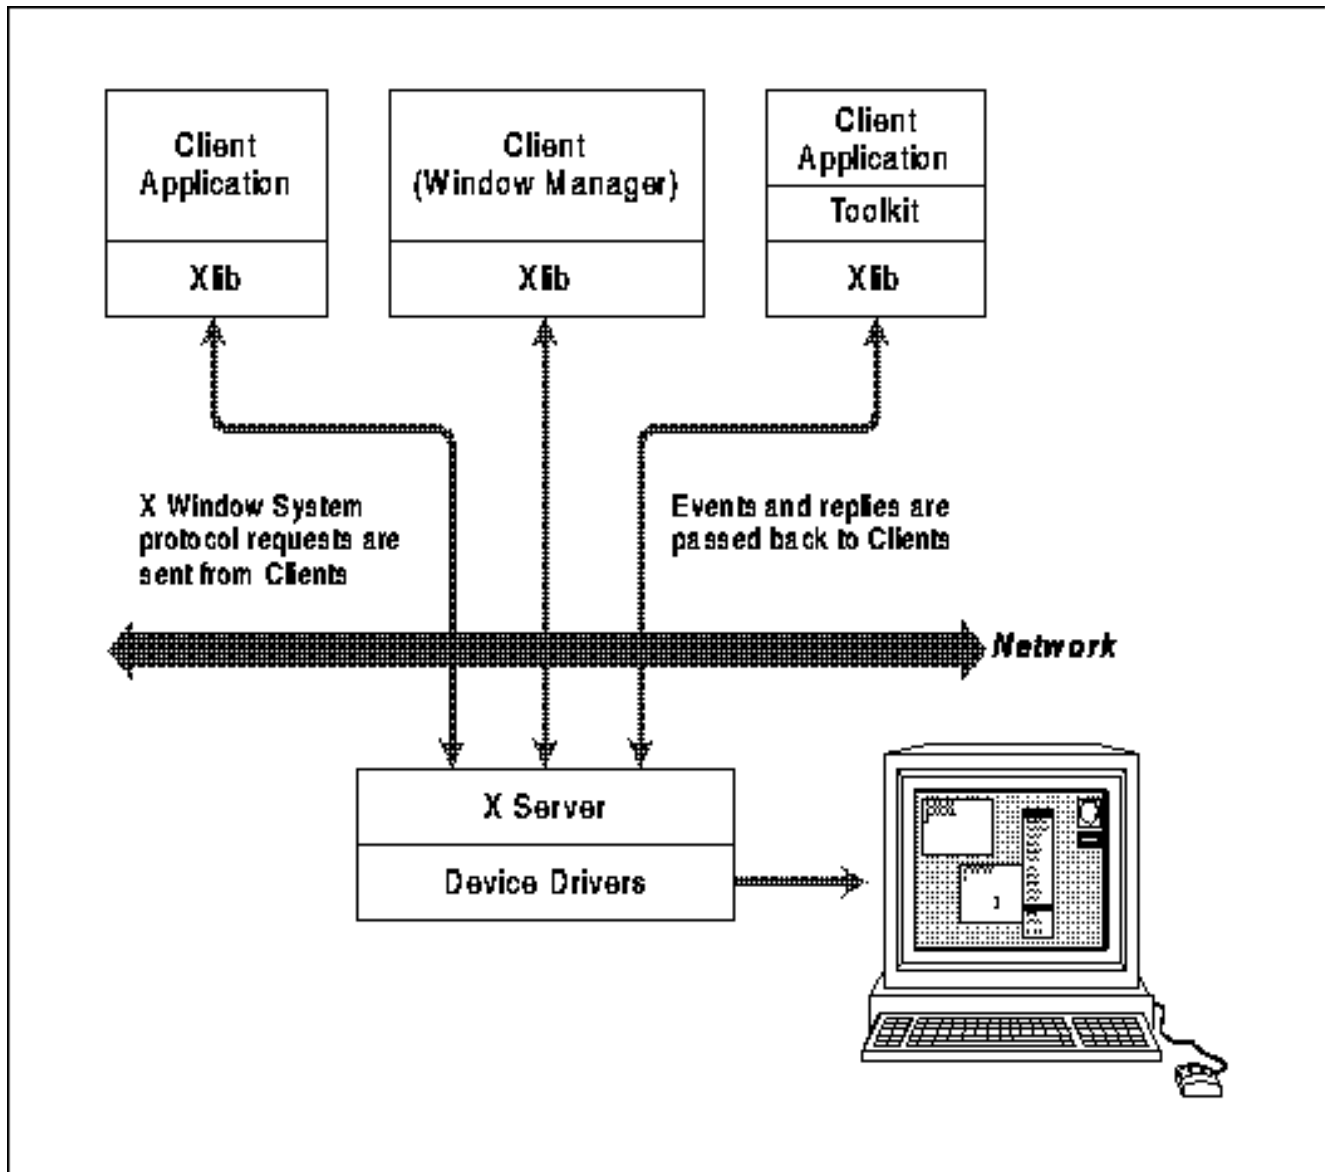 Client
Application
Xlib
Client
(Window Manager)
Xlib
Client
Application
Toolkit
Xlib
X Window System
protocol requests are
sent from Clients
Events and replies are
passed back to Clients
Network
X Server
Device Drivers